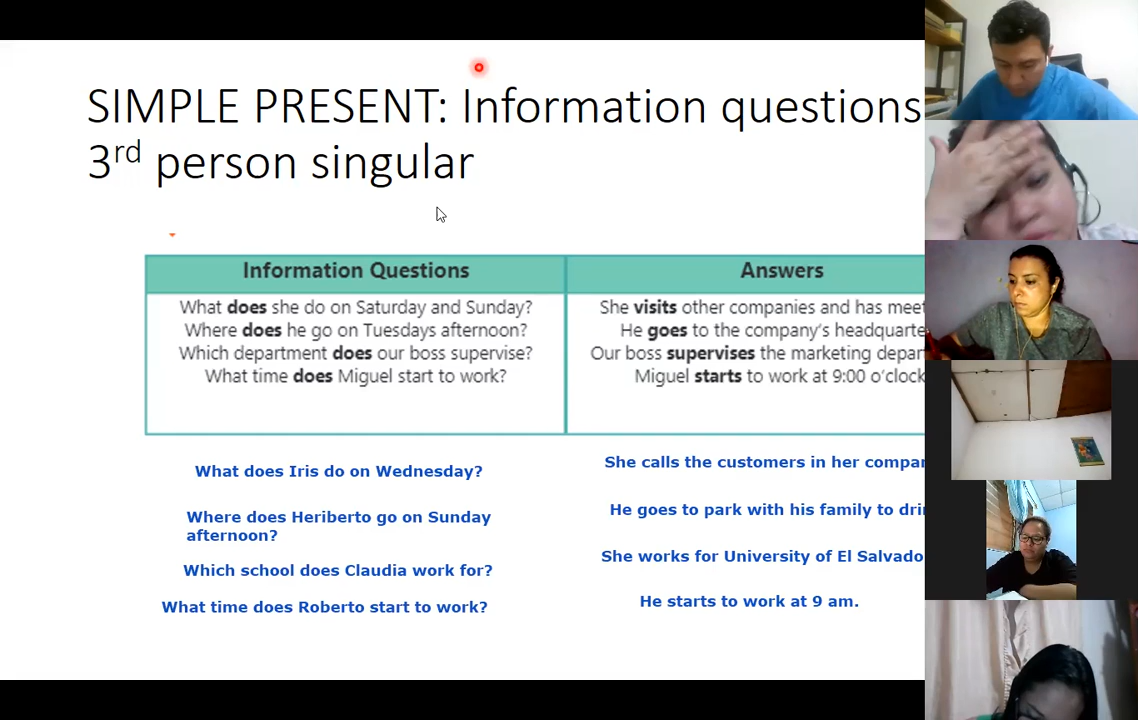 SIMPLE PRESENT: Information questions
3rd person singular
Information Questions
Answers
What does she do on Saturday and Sunday?
She visits other companies and has meet
Where does he go on Tuesdays afternoon?
He goes to the company's headquarte
Which department does our boss supervise?
Our boss supervises the marketing depar
What time does Miguel start to work?
Miguel starts to work at 9:00 o'clock
What does Iris do on Wednesday?
She calls the customers in her compan
Where does Heriberto go on Sunday
afternoon?
He goes to park with his family to drin
Which school does Claudia work for?
She works for University of El Salvado
What time does Roberto start to work?
He starts to work at 9 am.